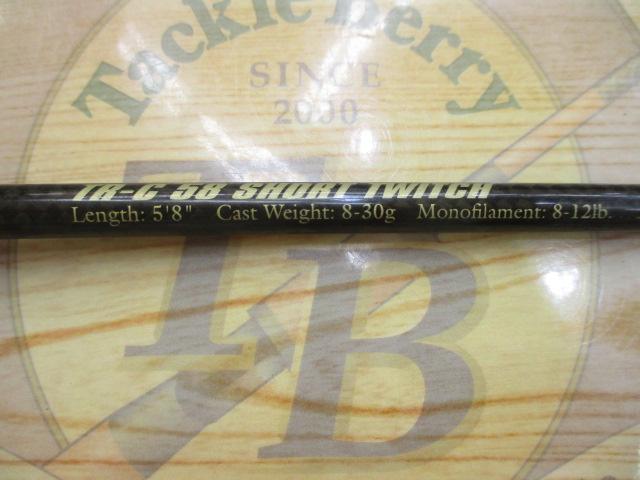 Tackle Berry
SINCE
2000
TR-C 58 SHORT TWITCH
Length: 5'8" Cast Weight: 8-30g Monofilament: 8-12lb.
TB